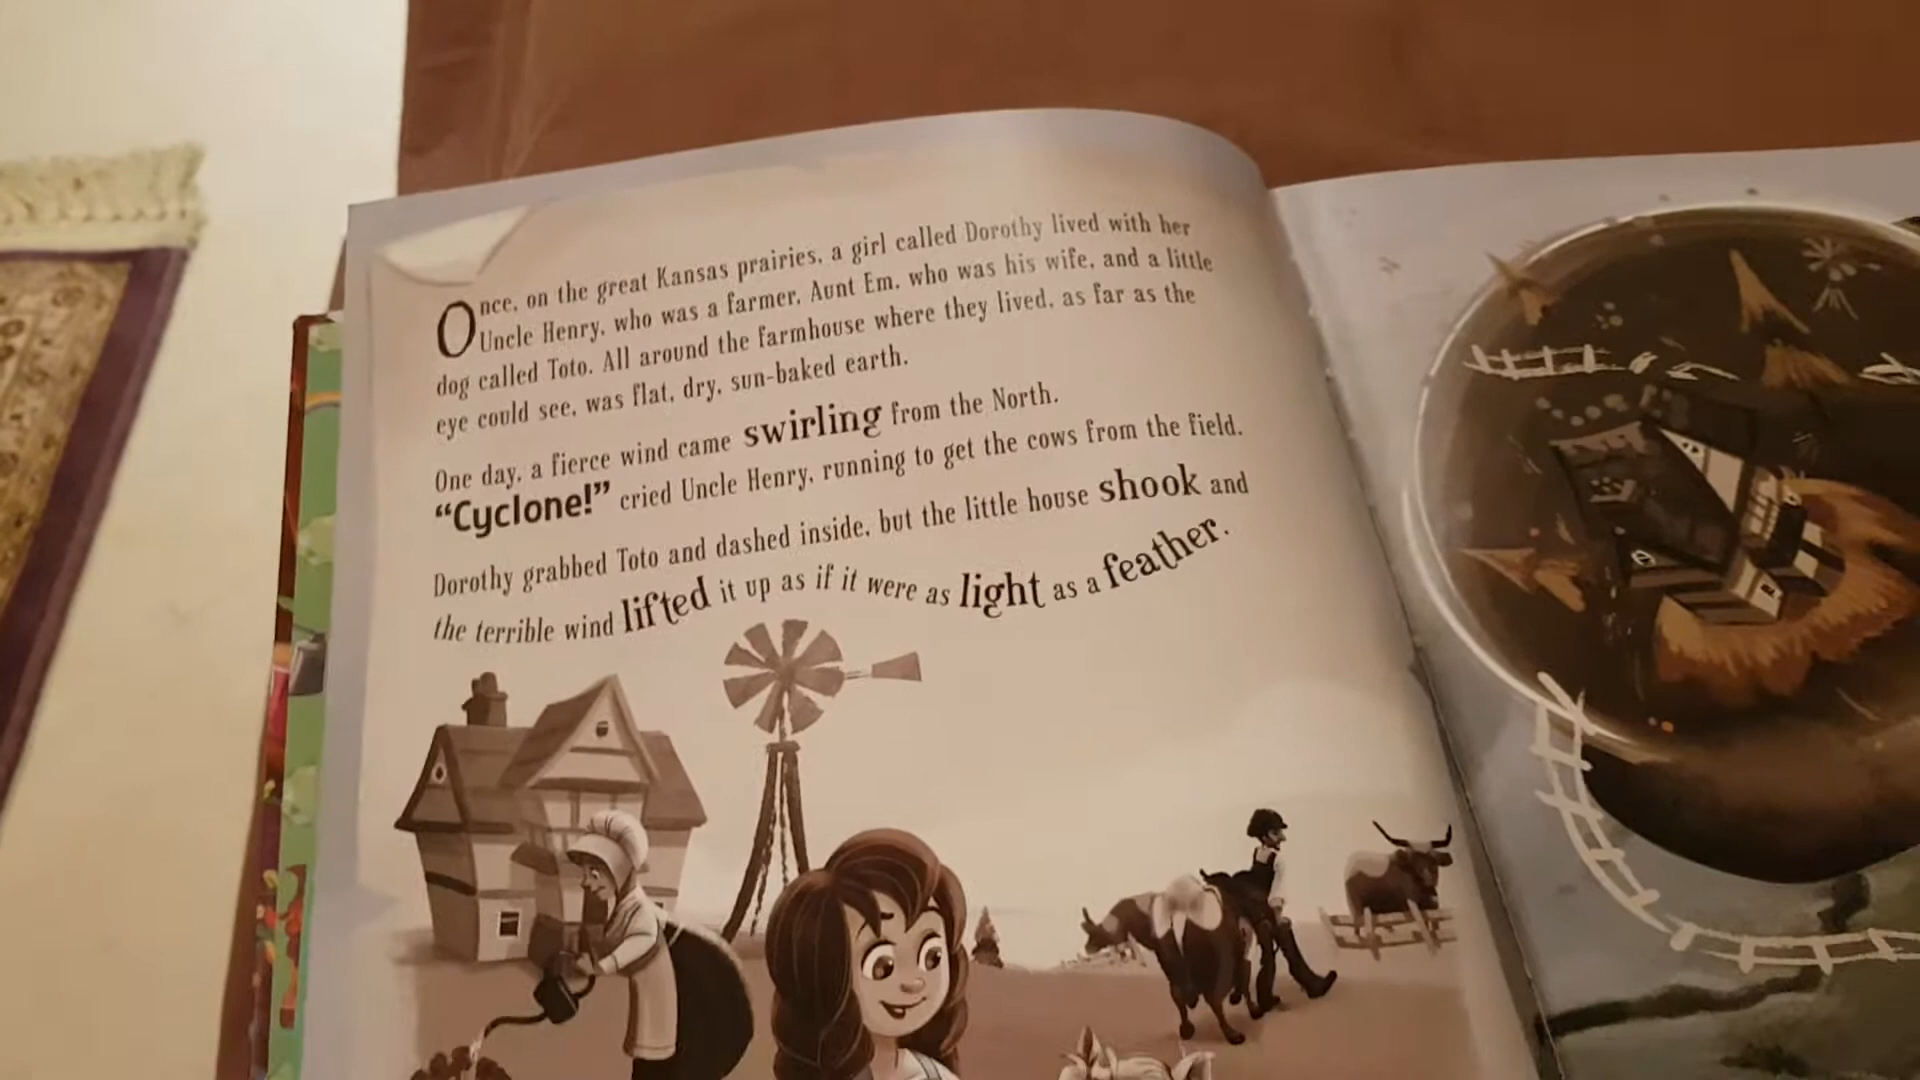 Once, on the great Kansas prairies, a girl called Dorothy lived with her
Uncle Henry, who was a farmer, Aunt Em, who was his wife, and a little
dog called Toto. All around the farmhouse where they lived, as far as the
eye could see, was flat, dry, sun-baked earth.
One day, a fierce wind came swirling from the North.
“Cyclone!” cried Uncle Henry, running to get the cows from the field.
Dorothy grabbed Toto and dashed inside, but the little house shook and
the terrible wind lifted it up as if it were as light as a feather.